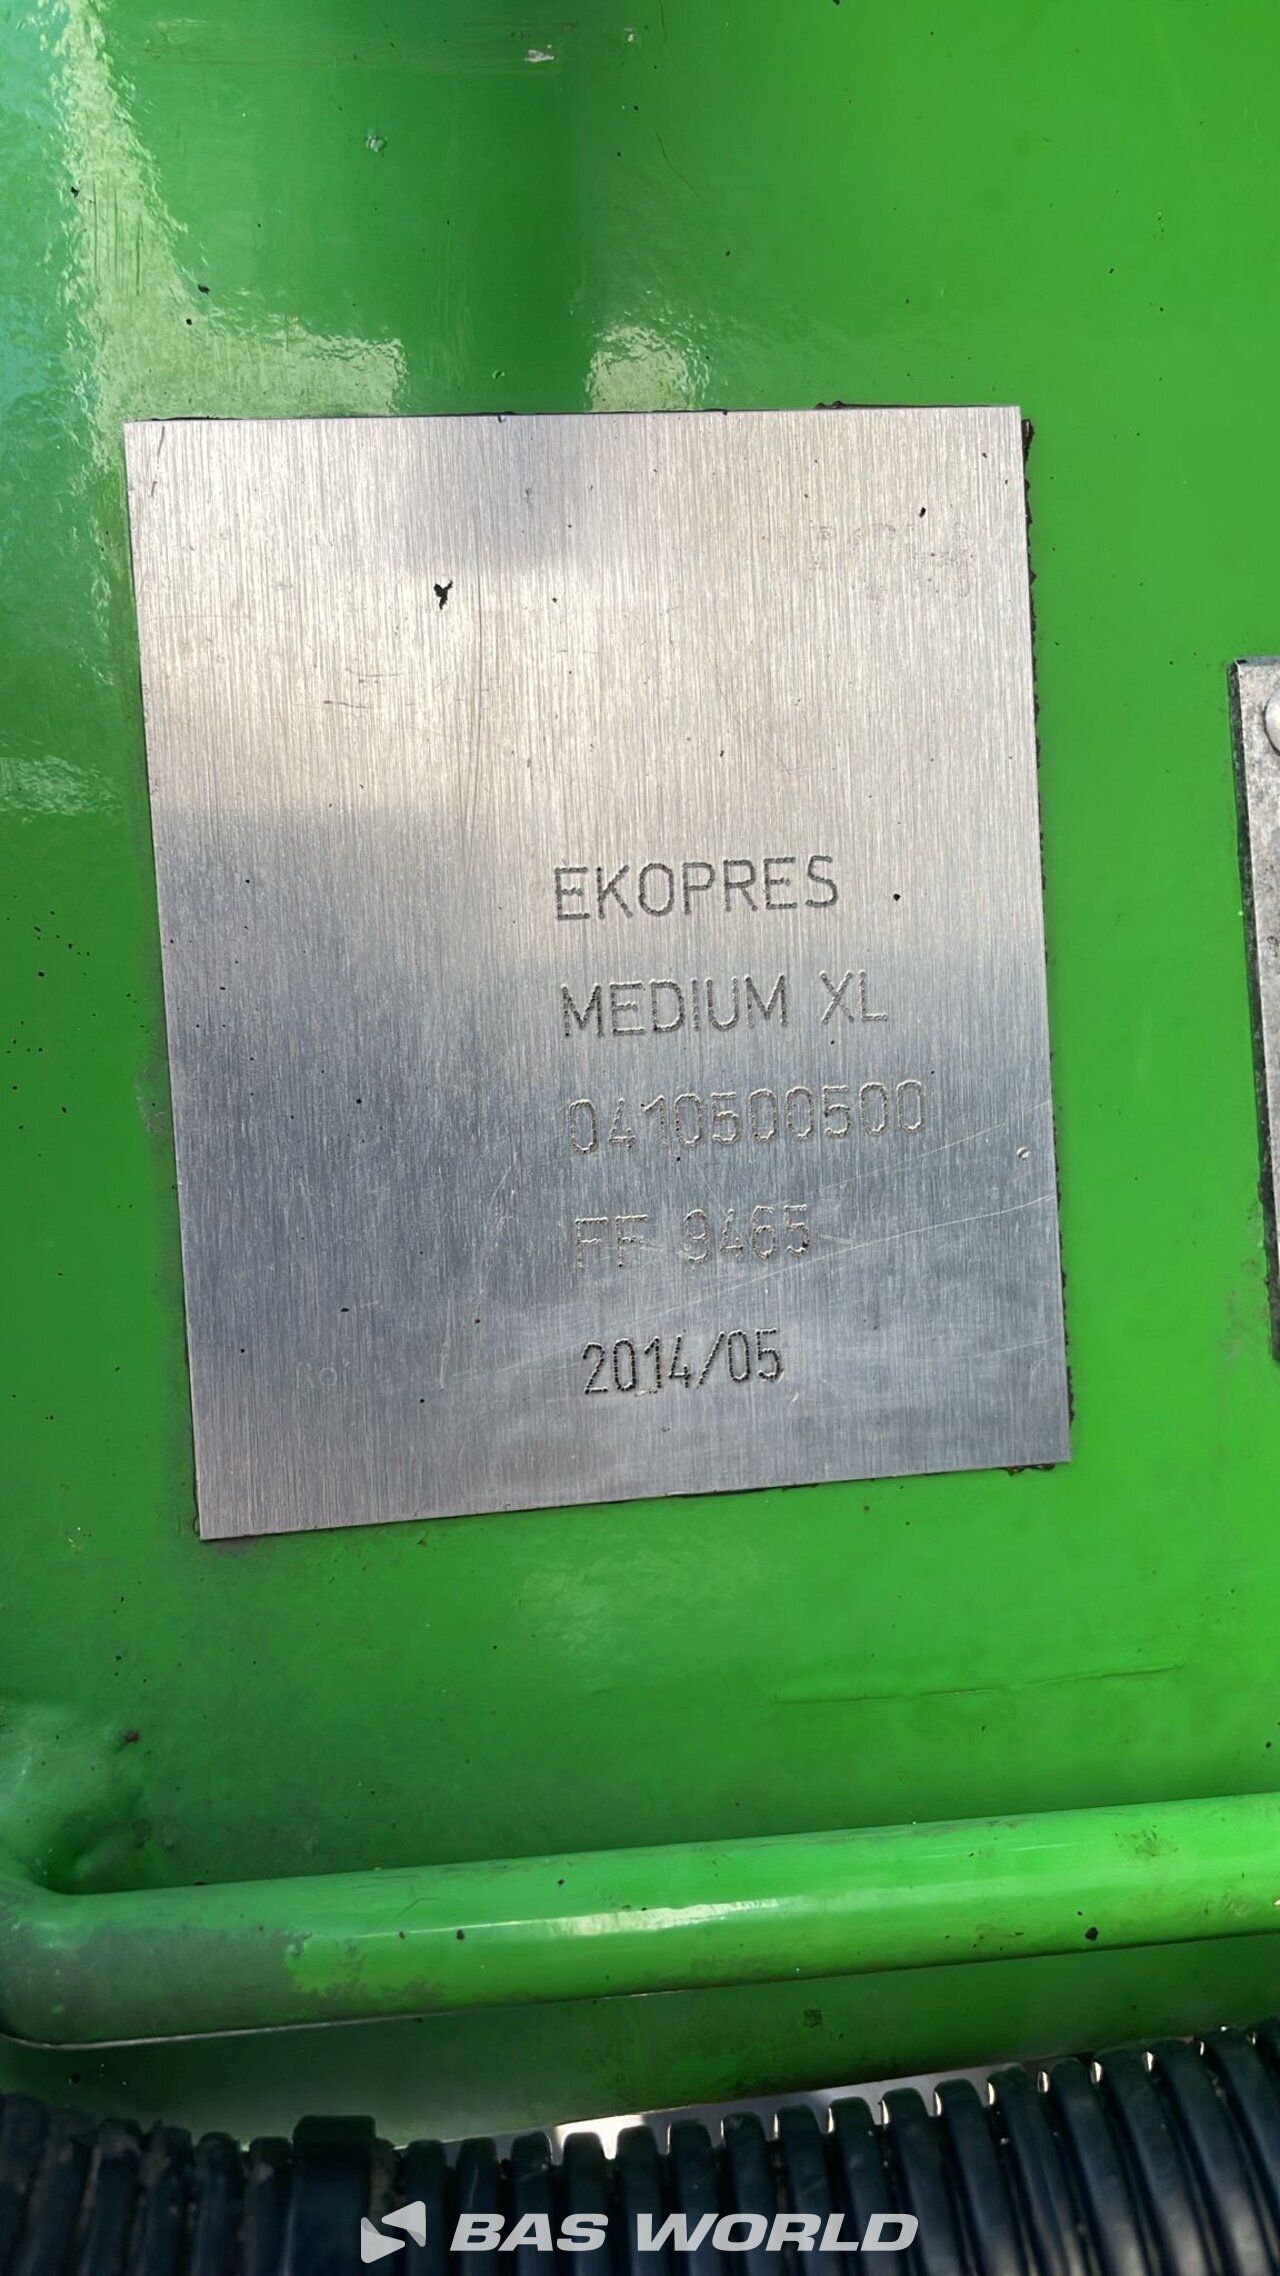 EKOPRES
MEDIUM XL
0410500500
FF 9465
2014/05
BAS WORLD